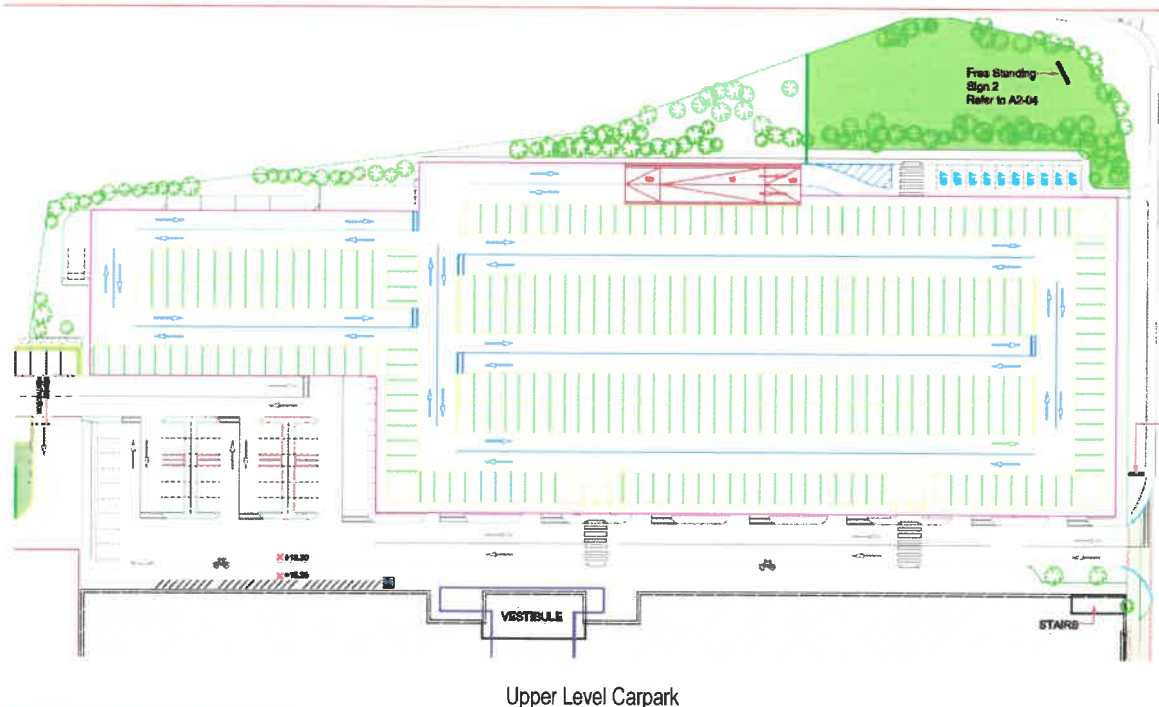 Free Standing
Sign 2
Refer to A2-04
VESTIBULE
STAIRS
Upper Level Carpark